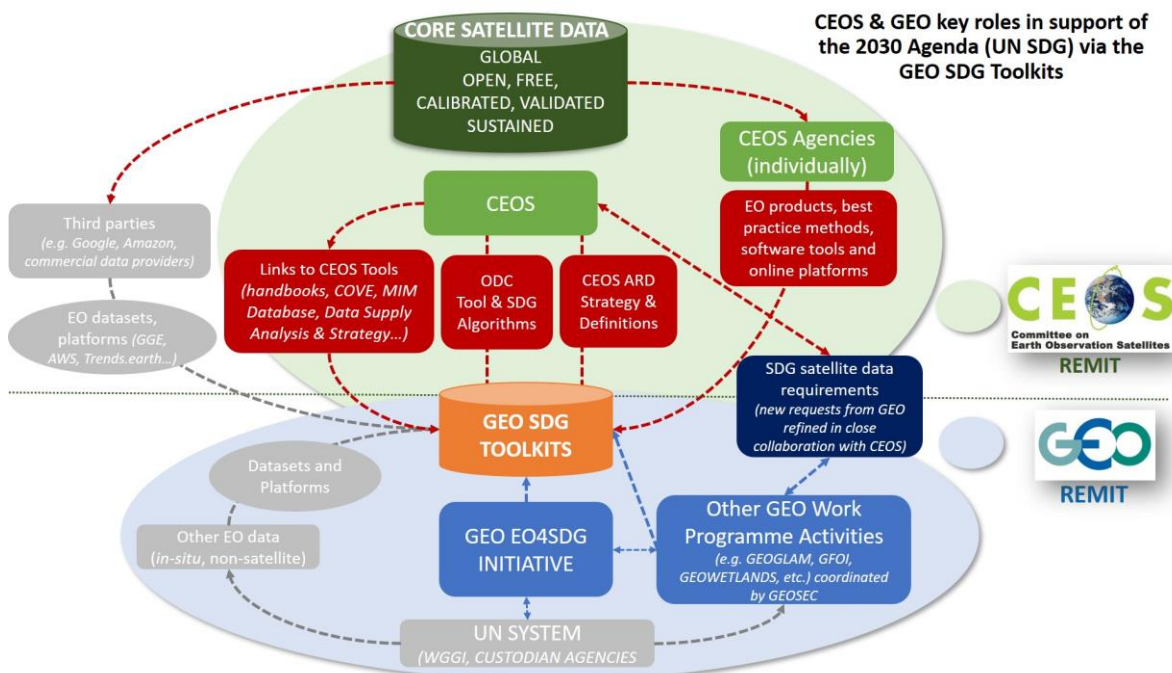 CEOS & GEO key roles in support of
the 2030 Agenda (UN SDG) via the
GEO SDG Toolkits
CORE SATELLITE DATA
GLOBAL
OPEN, FREE,
CALIBRATED, VALIDATED
SUSTAINED
CEOS Agencies
(individually)
CEOS
EO products, best
practice methods,
software tools and
online platforms
Third parties
(e.g. Google, Amazon,
commercial data providers)
Links to CEOS Tools
(handbooks, COVE, MIM
Database, Data Supply
Analysis & Strategy...)
ODC
Tool & SDG
Algorithms
CEOS ARD
Strategy &
Definitions
EO datasets,
platforms (GGE,
AWS, Trends.earth...)
CEOS
Committee on
Earth Observation Satellites
REMIT
SDG satellite data
requirements
(new requests from GEO
refined in close
collaboration with CEOS)
GEO SDG
TOOLKITS
GEO
REMIT
Datasets and
Platforms
Other EO data
(in-situ, non-satellite)
GEO EO4SDG
INITIATIVE
Other GEO Work
Programme Activities
(e.g. GEOGLAM, GFOI,
GEOWETLANDS, etc.) coordinated
by GEOSEC
UN SYSTEM
(WGGI, CUSTODIAN AGENCIES